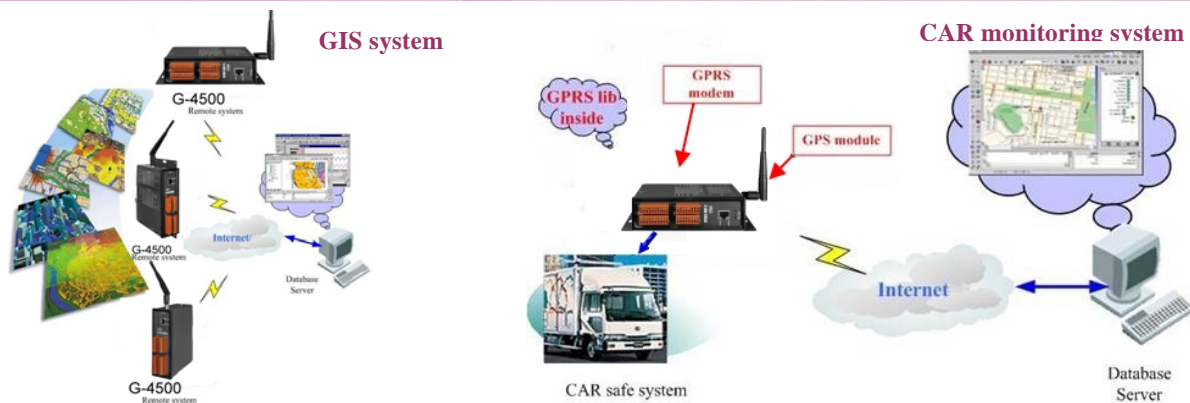 GIS system
G-4500
Remote system
G-4500
Remote system
Internet/
Database
Server
G-4500
Remote system
CAR monitoring system
GPRS
modem
GPRS lib
inside
GPS module
Internet
CAR safe system
Database
Server